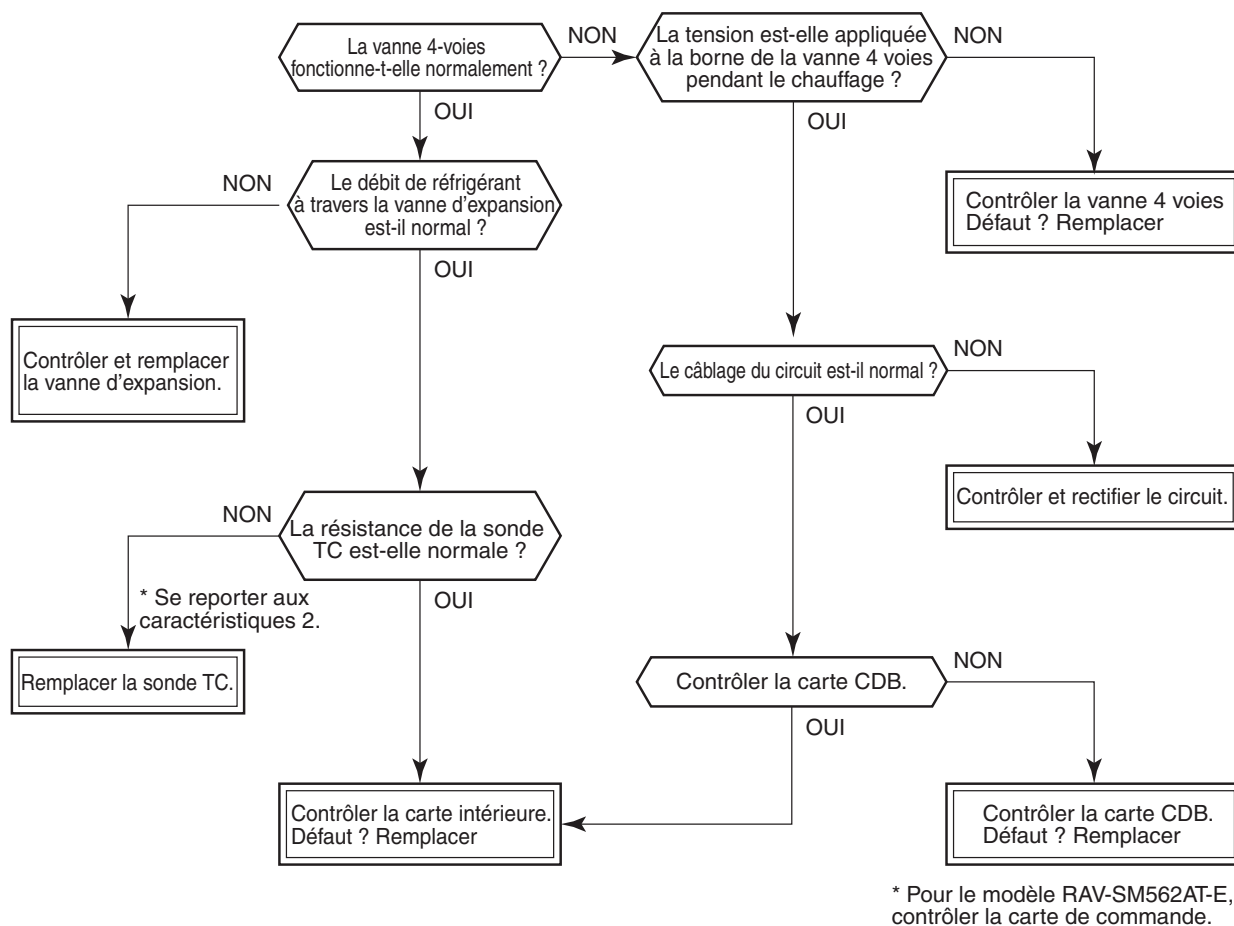 La vanne 4-voies
fonctionne-t-elle normalement ?
NON
La tension est-elle appliquée
à la borne de la vanne 4 voies
pendant le chauffage ?
NON
OUI
OUI
NON
Le débit de réfrigérant
à travers la vanne d'expansion
est-il normal ?
Contrôler la vanne 4 voies
Défaut ? Remplacer
OUI
Contrôler et remplacer
la vanne d'expansion.
Le câblage du circuit est-il normal ?
NON
OUI
Contrôler et rectifier le circuit.
NON
La résistance de la sonde
TC est-elle normale ?
* Se reporter aux
caractéristiques 2.
OUI
Remplacer la sonde TC.
Contrôler la carte CDB.
NON
OUI
Contrôler la carte intérieure.
Défaut ? Remplacer
Contrôler la carte CDB.
Défaut ? Remplacer
* Pour le modèle RAV-SM562AT-E,
contrôler la carte de commande.